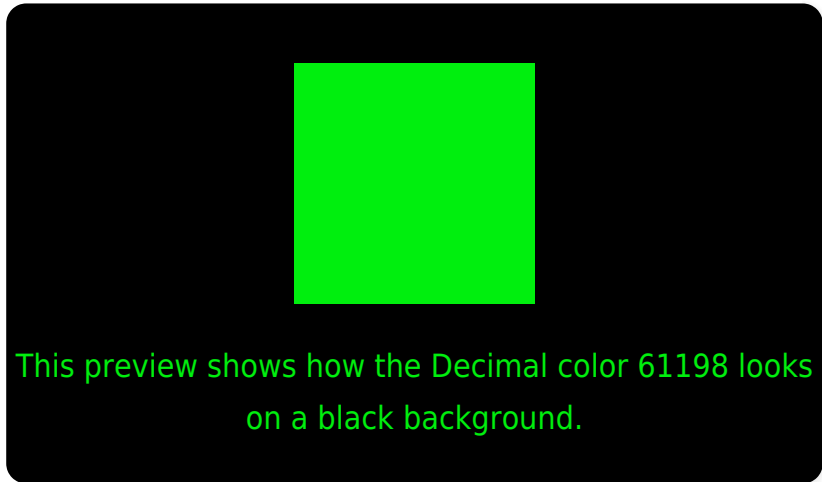 This preview shows how the Decimal color 61198 looks
on a black background.